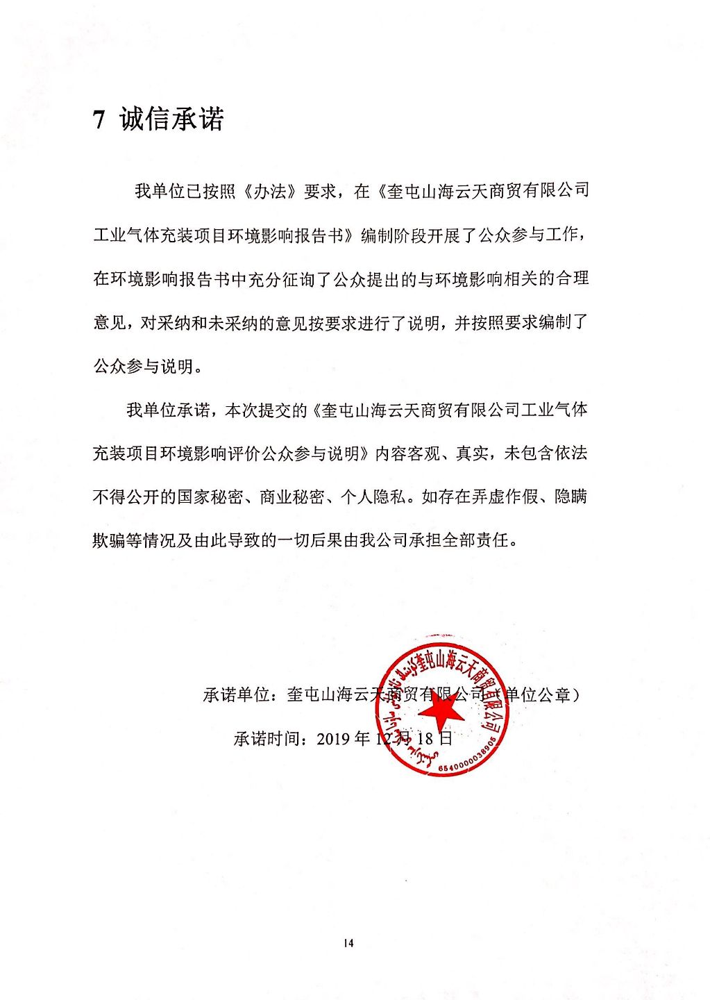 7 诚信承诺
我单位已按照《办法》要求，在《奎屯山海云天商贸有限公司
工业气体充装项目环境影响报告书》编制阶段开展了公众参与工作，
在环境影响报告书中充分征询了公众提出的与环境影响相关的合理
意见，对采纳和未采纳的意见按要求进行了说明，并按照要求编制了
公众参与说明。
我单位承诺，本次提交的《奎屯山海云天商贸有限公司工业气体
充装项目环境影响评价公众参与说明》内容客观、真实，未包含依法
不得公开的国家秘密、商业秘密、个人隐私。如存在弄虚作假、隐瞒
欺骗等情况及由此导致的一切后果由我公司承担全部责任。
奎屯山海云天商贸有限公司
承诺单位：奎屯山海云天商贸有限公司（单位公章）
承诺时间：2019 年 12 月 18 日
6540000038905
14